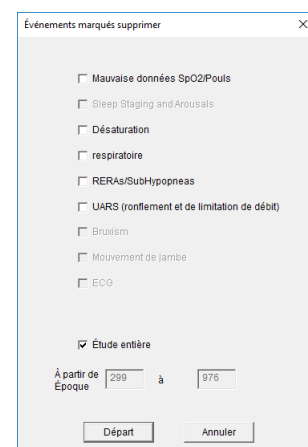 Événements marqués supprimer
Mauvaise données SpO2/Pouls
Sleep Staging and Arousals
Désaturation
respiratoire
RERAs/SubHypopneas
UARS (ronflement et de limitation de débit)
Bruxism
Mouvement de jambe
ECG
Étude entière
À partir de
Époque
299
à
976
Départ
Annuler